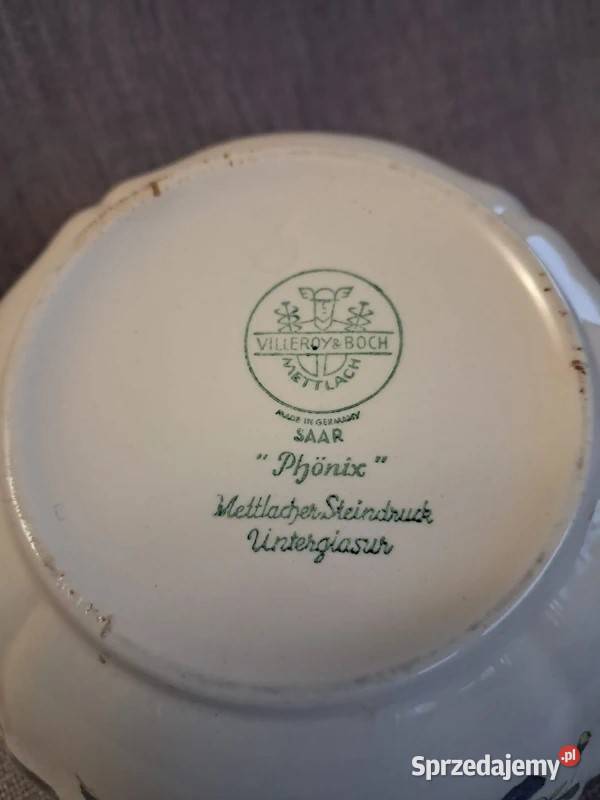 VILLEROY & BOCH
METTLACH
MADE IN GERMANY
SAAR
"Phönix"
Mettlacher Steindruck
Unterglasur
Sprzedajemy.pl